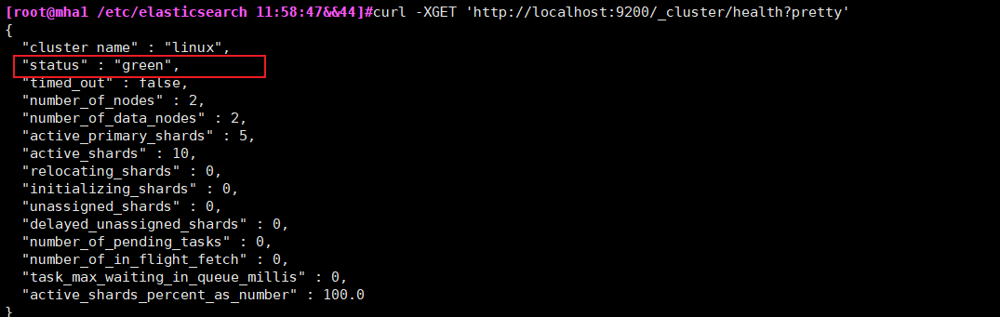 [root@mha1 /etc/elasticsearch 11:58:47&&44]#curl -XGET 'http://localhost:9200/_cluster/health?pretty'
{
"cluster_name" : "linux",
"status" : "green",
"timed_out" : false,
"number_of_nodes" : 2,
"number_of_data_nodes" : 2,
"active_primary_shards" : 5,
"active_shards" : 10,
"relocating_shards" : 0,
"initializing_shards" : 0,
"unassigned_shards" : 0,
"delayed_unassigned_shards" : 0,
"number_of_pending_tasks" : 0,
"number_of_in_flight_fetch" : 0,
"task_max_waiting_in_queue_millis" : 0,
"active_shards_percent_as_number" : 100.0
}